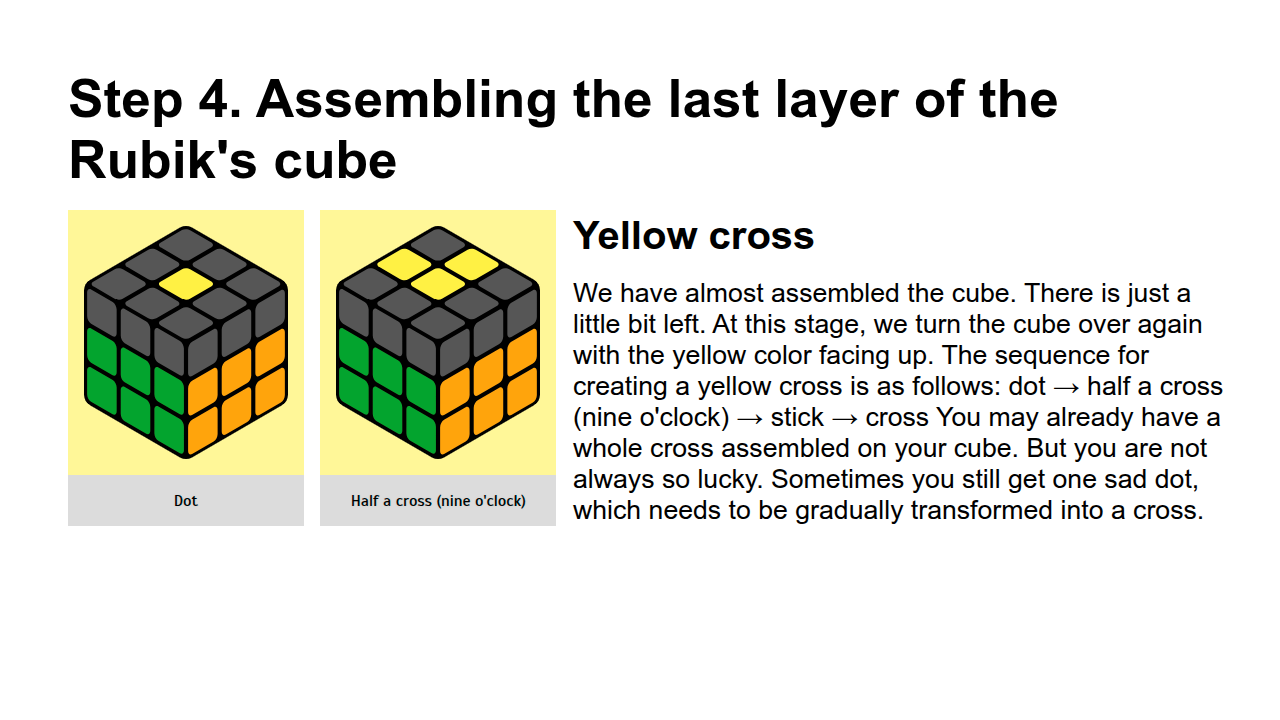 Step 4. Assembling the last layer of the
Rubik's cube
Dot
Half a cross (nine o'clock)
Yellow cross
We have almost assembled the cube. There is just a
little bit left. At this stage, we turn the cube over again
with the yellow color facing up. The sequence for
creating a yellow cross is as follows: dot → half a cross
(nine o'clock) → stick → cross You may already have a
whole cross assembled on your cube. But you are not
always so lucky. Sometimes you still get one sad dot,
which needs to be gradually transformed into a cross.